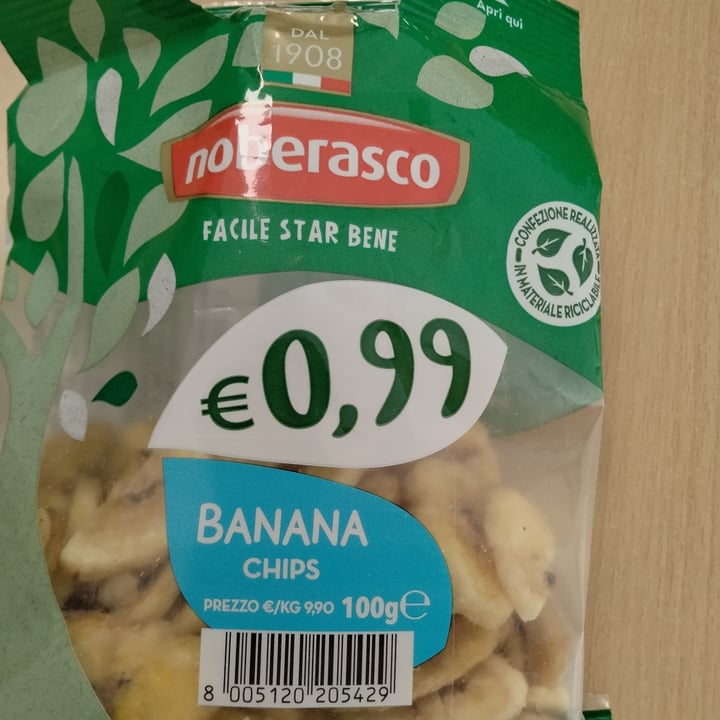 Apri qui
DAL
1908
noberasco
FACILE STAR BENE
CONFEZIONE REALIZZATA
IN MATERIALE RICICLABILE
€0,99
BANANA
CHIPS
PREZZO €/KG 9,90 100g℮
8 005120 205429